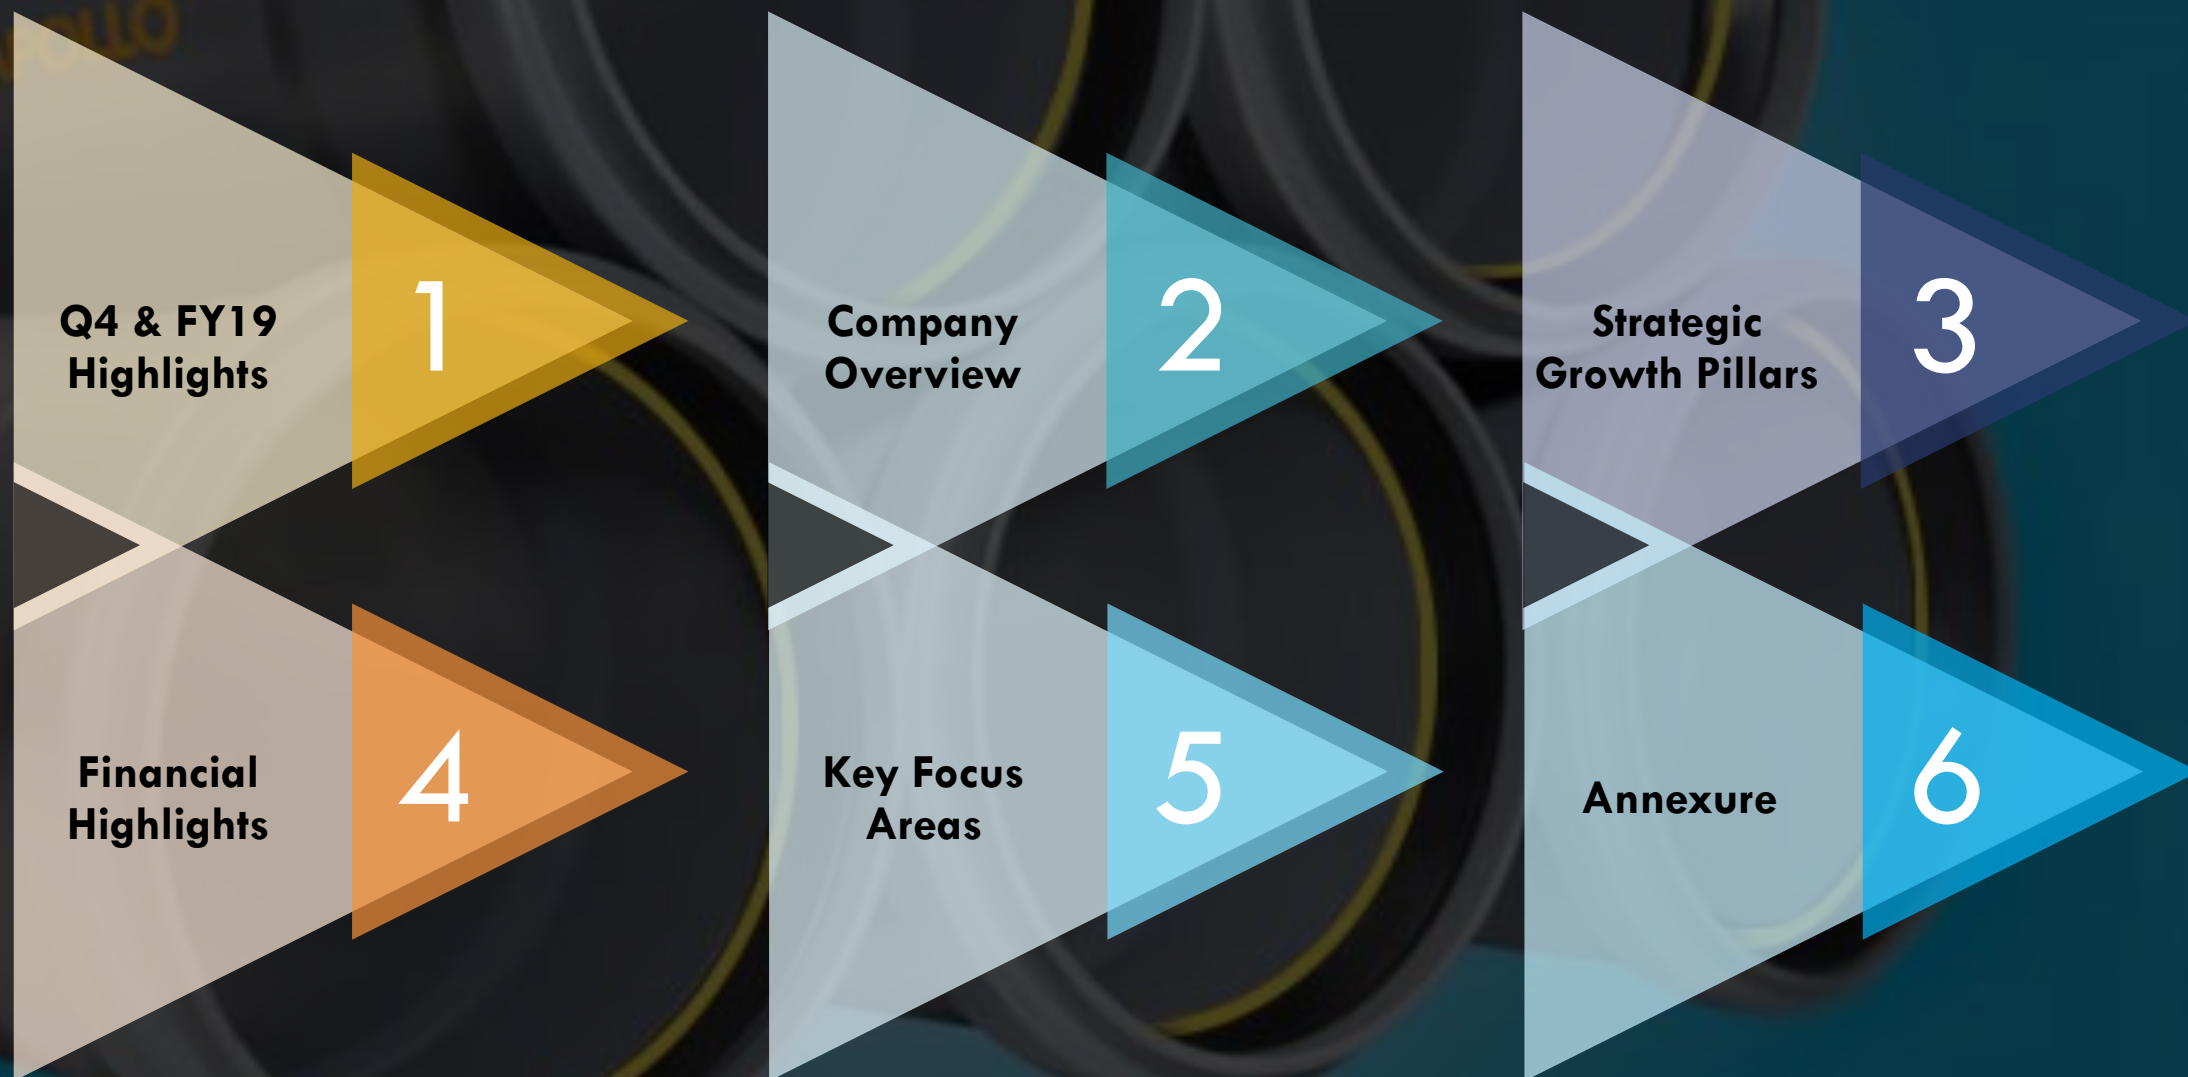 APOLLO
Q4 & FY19
Highlights
1
Company
Overview
2
Strategic
Growth Pillars
3
Financial
Highlights
4
Key Focus
Areas
5
Annexure
6